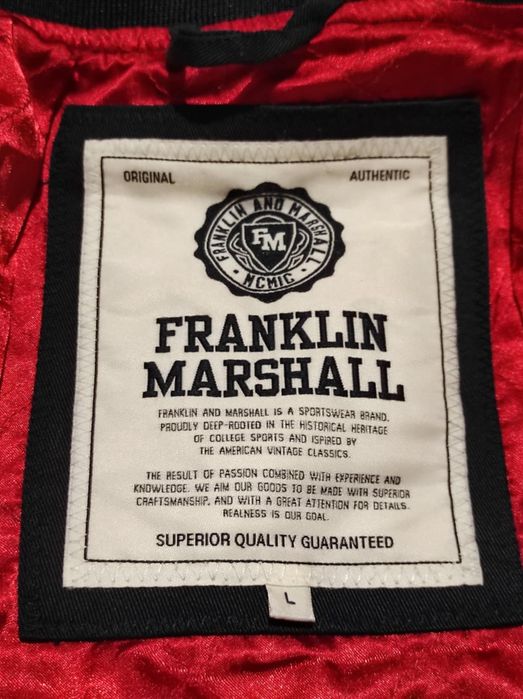 ORIGINAL AUTHENTIC
FRANKLIN AND MARSHALL
FM
MCMIC
FRANKLIN
MARSHALL
FRANKLIN AND MARSHALL IS A SPORTSWEAR BRAND.
PROUDLY DEEP-ROOTED IN THE HISTORICAL HERITAGE
OF COLLEGE SPORTS AND ISPIRED BY
THE AMERICAN VINTAGE CLASSICS.
THE RESULT OF PASSION COMBINED WITH EXPERIENCE AND
KNOWLEDGE. WE AIM OUR GOODS TO BE MADE WITH SUPERIOR
CRAFTSMANSHIP, AND WITH A GREAT ATTENTION FOR DETAILS.
REALNESS IS OUR GOAL.
SUPERIOR QUALITY GUARANTEED
L